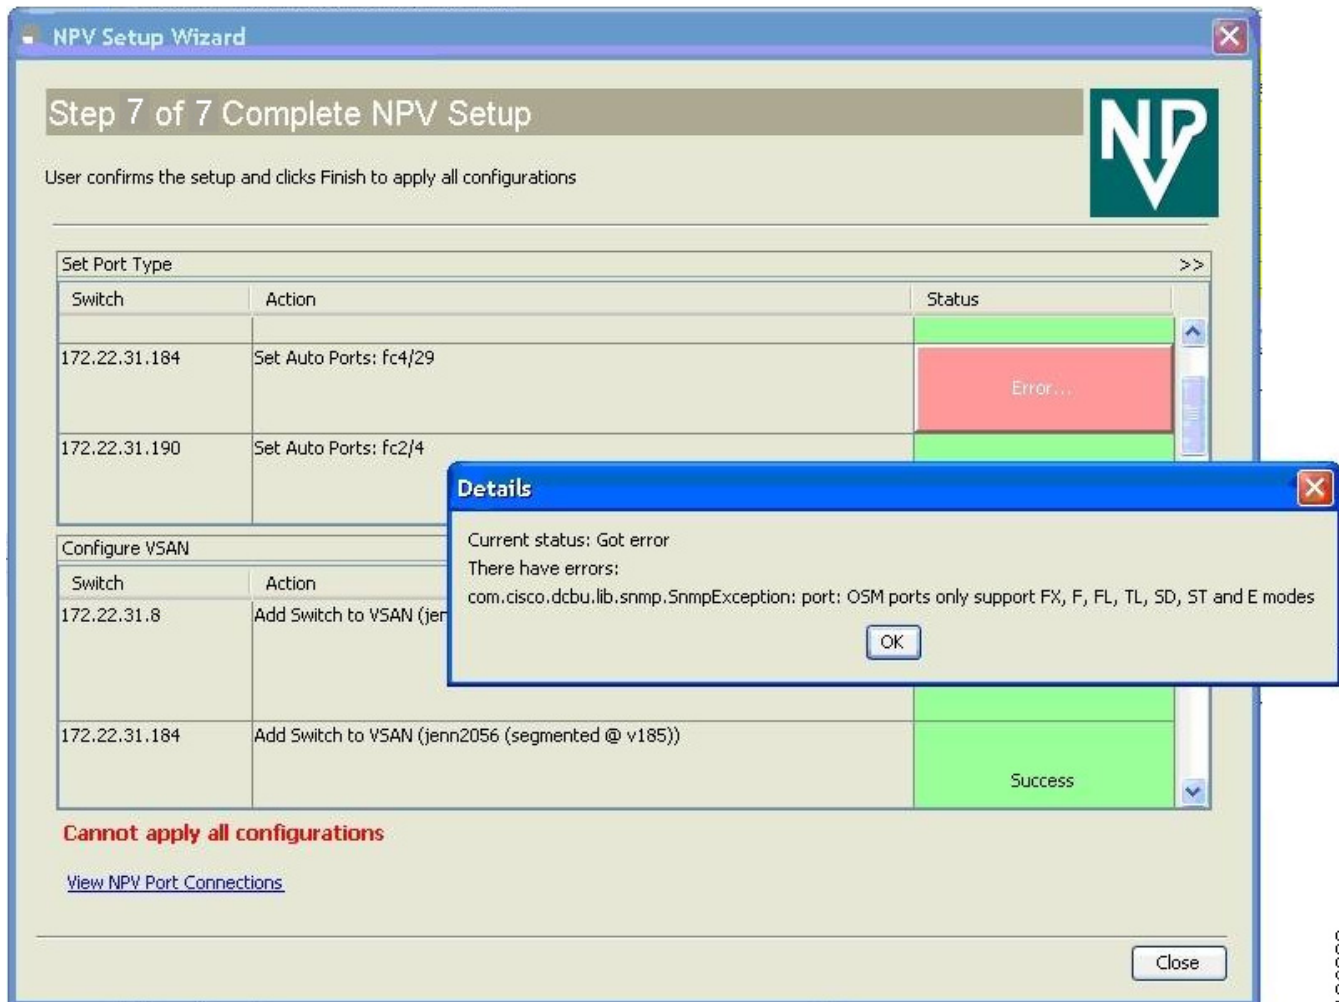 NPV Setup Wizard
Step 7 of 7 Complete NPV Setup
NPV
User confirms the setup and clicks Finish to apply all configurations
Set Port Type >>
Switch Action Status
172.22.31.184 Set Auto Ports: fc4/29 Error...
172.22.31.190 Set Auto Ports: fc2/4
Details
Current status: Got error
There have errors:
com.cisco.dcbu.lib.snmp.SnmpException: port: OSM ports only support FX, F, FL, TL, SD, ST and E modes
OK
Configure VSAN
Switch Action
172.22.31.8 Add Switch to VSAN (jen
172.22.31.184 Add Switch to VSAN (jenn2056 (segmented @ v185)) Success
Cannot apply all configurations
View NPV Port Connections
Close